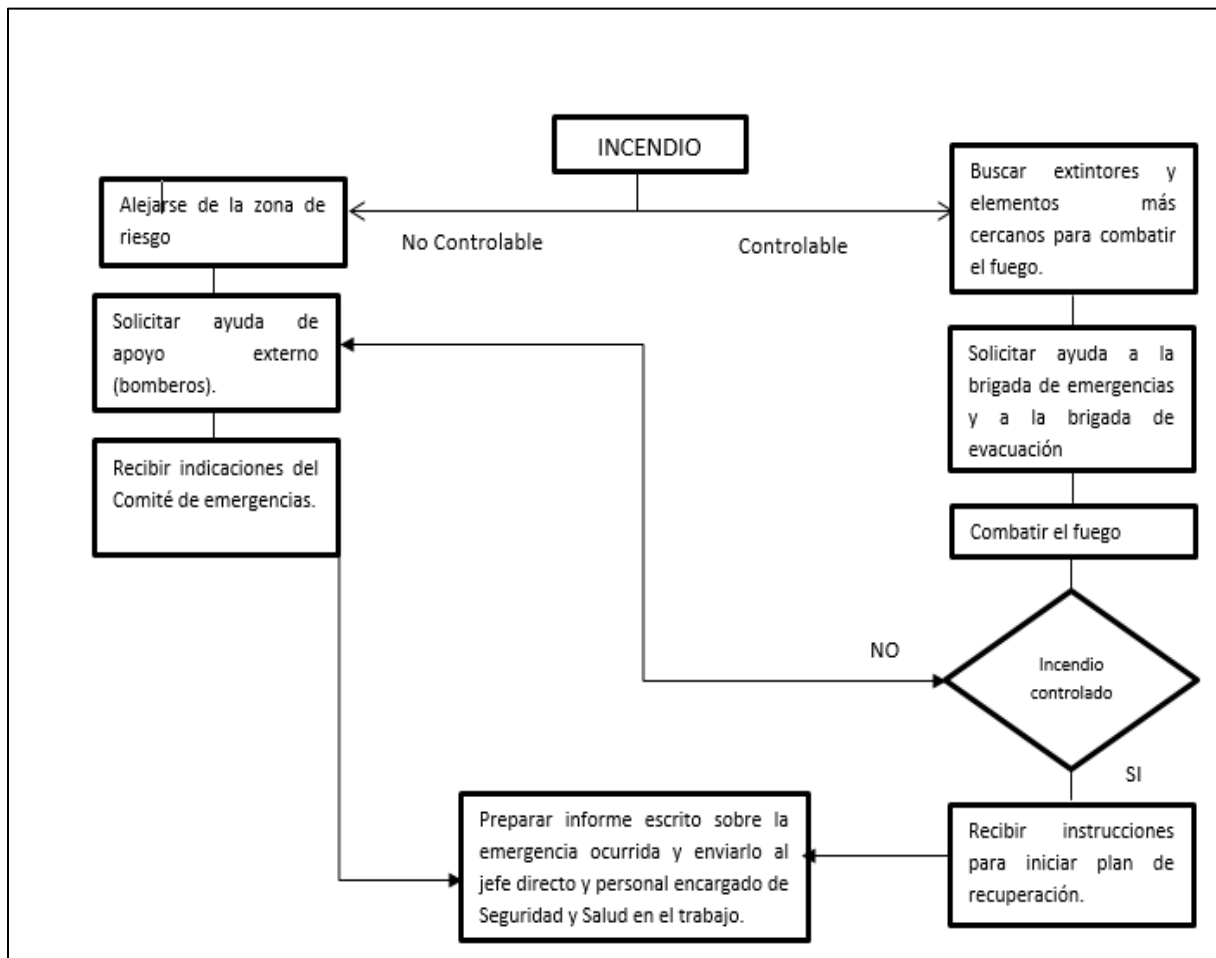 INCENDIO
Alejarse de la zona de
riesgo
No Controlable
Controlable
Buscar extintores y
elementos más
cercanos para combatir
el fuego.
Solicitar ayuda de
apoyo externo
(bomberos).
Solicitar ayuda a la
brigada de emergencias
y a la brigada de
evacuación
Recibir indicaciones del
Comité de emergencias.
Combatir el fuego
NO
Incendio
controlado
SI
Preparar informe escrito sobre la
emergencia ocurrida y enviarlo al
jefe directo y personal encargado de
Seguridad y Salud en el trabajo.
Recibir instrucciones
para iniciar plan de
recuperación.